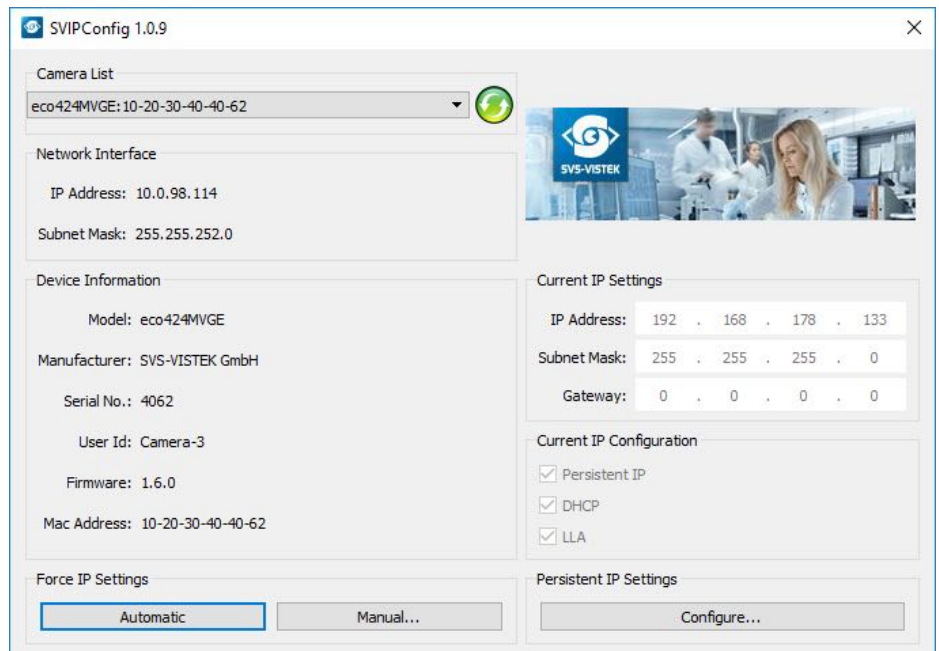 SVIPConfig 1.0.9
Camera List
eco424MVGE:10-20-30-40-40-62
SVS-VISTEK
Network Interface
IP Address: 10.0.98.114
Subnet Mask: 255.255.252.0
Device Information
Model: eco424MVGE
Manufacturer: SVS-VISTEK GmbH
Serial No.: 4062
User Id: Camera-3
Firmware: 1.6.0
Mac Address: 10-20-30-40-40-62
Current IP Settings
IP Address: 192 . 168 . 178 . 133
Subnet Mask: 255 . 255 . 255 . 0
Gateway: 0 . 0 . 0 . 0
Current IP Configuration
Persistent IP
DHCP
LLA
Force IP Settings
Automatic
Manual...
Persistent IP Settings
Configure...